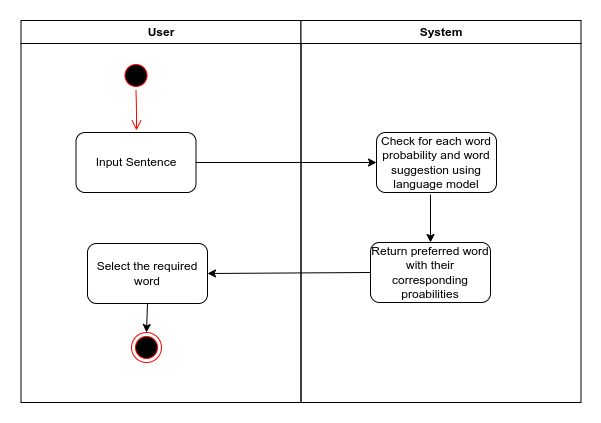 User
System
Input Sentence
Check for each word
probability and word
suggestion using
language model
Select the required
word
Return preferred word
with their
corresponding
proabilities